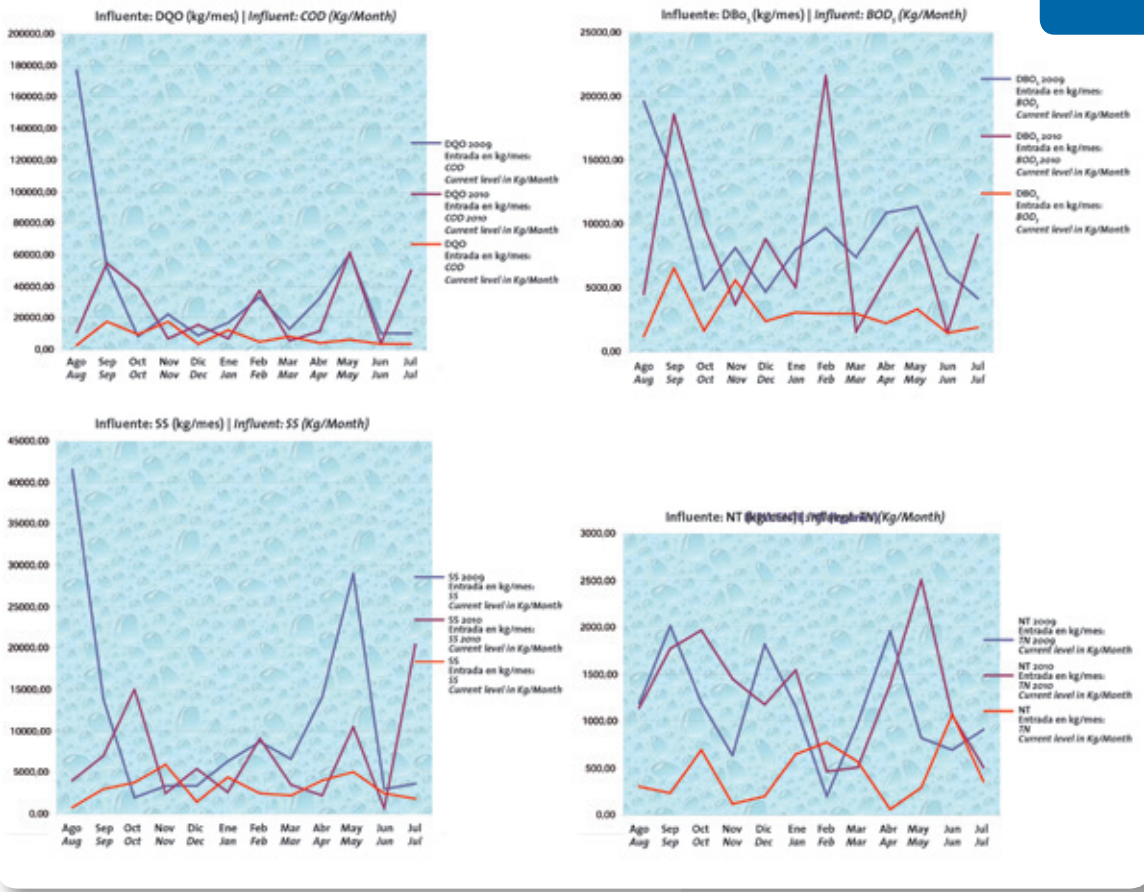 Influente: DQO (kg/mes) | Influent: COD (Kg/Month)
200000,00
180000,00
160000,00
140000,00
120000,00
100000,00
80000,00
60000,00
40000,00
20000,00
0,00
Ago Sep Oct Nov Dic Ene Feb Mar Abr May Jun Jul
Aug Sep Oct Nov Dec Jan Feb Mar Apr May Jun Jul
DQO 2009
Entrada en kg/mes:
COD
Current level in Kg/Month
DQO 2010
Entrada en kg/mes:
COD 2010
Current level in Kg/Month
DQO
Entrada en kg/mes:
COD
Current level in Kg/Month
Influente: DBO₅ (kg/mes) | Influent: BOD₅ (Kg/Month)
25000,00
20000,00
15000,00
10000,00
5000,00
0,00
Ago Sep Oct Nov Dic Ene Feb Mar Abr May Jun Jul
Aug Sep Oct Nov Dec Jan Feb Mar Apr May Jun Jul
DBO₅ 2009
Entrada en kg/mes:
BOD₅
Current level in Kg/Month
DBO₅ 2010
Entrada en kg/mes:
BOD₅ 2010
Current level in Kg/Month
DBO₅
Entrada en kg/mes:
BOD₅
Current level in Kg/Month
Influente: SS (kg/mes) | Influent: SS (Kg/Month)
45000,00
40000,00
35000,00
30000,00
25000,00
20000,00
15000,00
10000,00
5000,00
0,00
Ago Sep Oct Nov Dic Ene Feb Mar Abr May Jun Jul
Aug Sep Oct Nov Dec Jan Feb Mar Apr May Jun Jul
SS 2009
Entrada en kg/mes:
SS
Current level in Kg/Month
SS 2010
Entrada en kg/mes:
SS 2010
Current level in Kg/Month
SS
Entrada en kg/mes:
SS
Current level in Kg/Month
Influente: NT (Kg/Month)
3000,00
2500,00
2000,00
1500,00
1000,00
500,00
0,00
Ago Sep Oct Nov Dic Ene Feb Mar Abr May Jun Jul
Aug Sep Oct Nov Dec Jan Feb Mar Apr May Jun Jul
NT 2009
Entrada en kg/mes:
TN 2009
Current level in Kg/Month
NT 2010
Entrada en kg/mes:
TN 2010
Current level in Kg/Month
NT
Entrada en kg/mes:
TN
Current level in Kg/Month